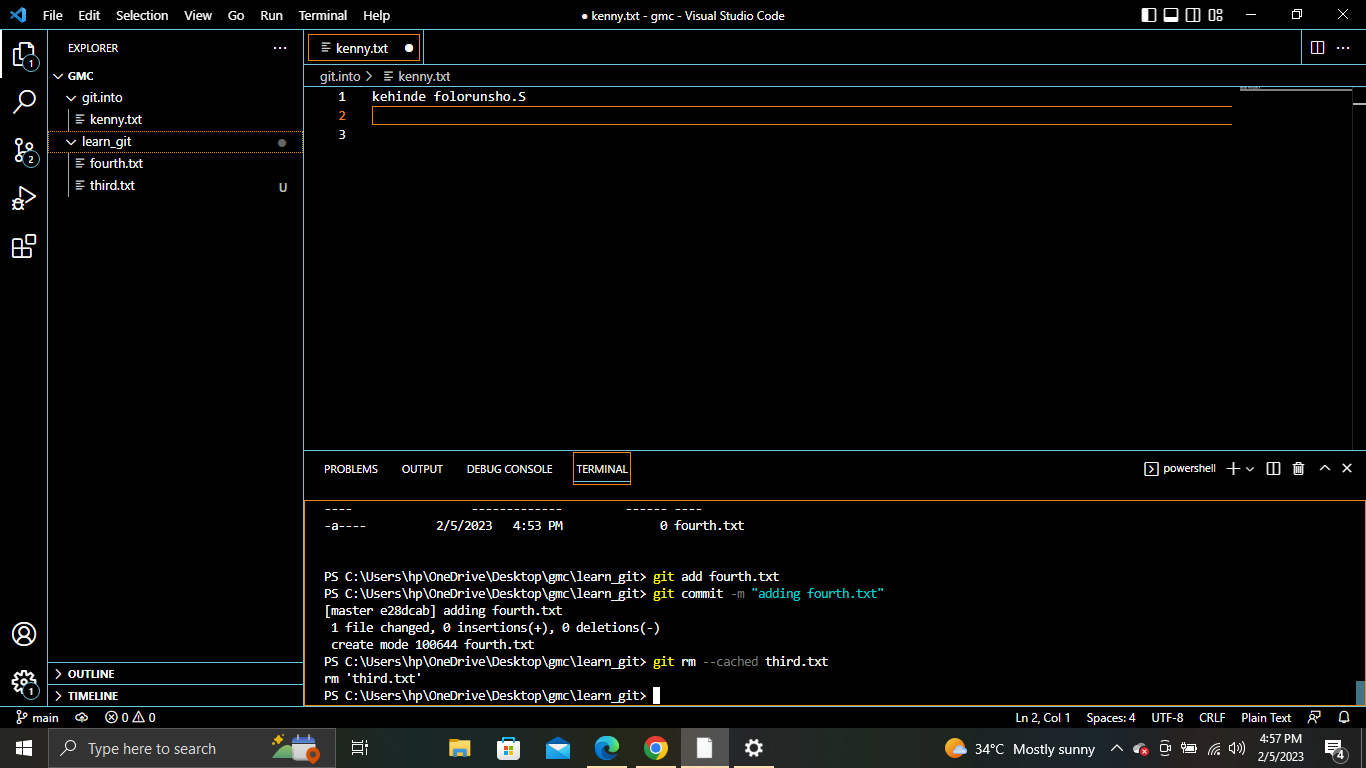 File Edit Selection View Go Run Terminal Help ● kenny.txt - gmc - Visual Studio Code
EXPLORER ···
GMC
git.into
kenny.txt
learn_git
fourth.txt
third.txt U
1
2
1
OUTLINE
TIMELINE
kenny.txt ● ···
git.into > kenny.txt
1 kehinde folorunsho.S
2
3
PROBLEMS OUTPUT DEBUG CONSOLE TERMINAL powershell
---- ------------- ------ ----
-a---- 2/5/2023 4:53 PM 0 fourth.txt
PS C:\Users\hp\OneDrive\Desktop\gmc\learn_git> git add fourth.txt
PS C:\Users\hp\OneDrive\Desktop\gmc\learn_git> git commit -m "adding fourth.txt"
[master e28dcab] adding fourth.txt
1 file changed, 0 insertions(+), 0 deletions(-)
create mode 100644 fourth.txt
PS C:\Users\hp\OneDrive\Desktop\gmc\learn_git> git rm --cached third.txt
rm 'third.txt'
PS C:\Users\hp\OneDrive\Desktop\gmc\learn_git>
main 0 0 Ln 2, Col 1 Spaces: 4 UTF-8 CRLF Plain Text
Type here to search 34°C Mostly sunny 4:57 PM
2/5/2023
4